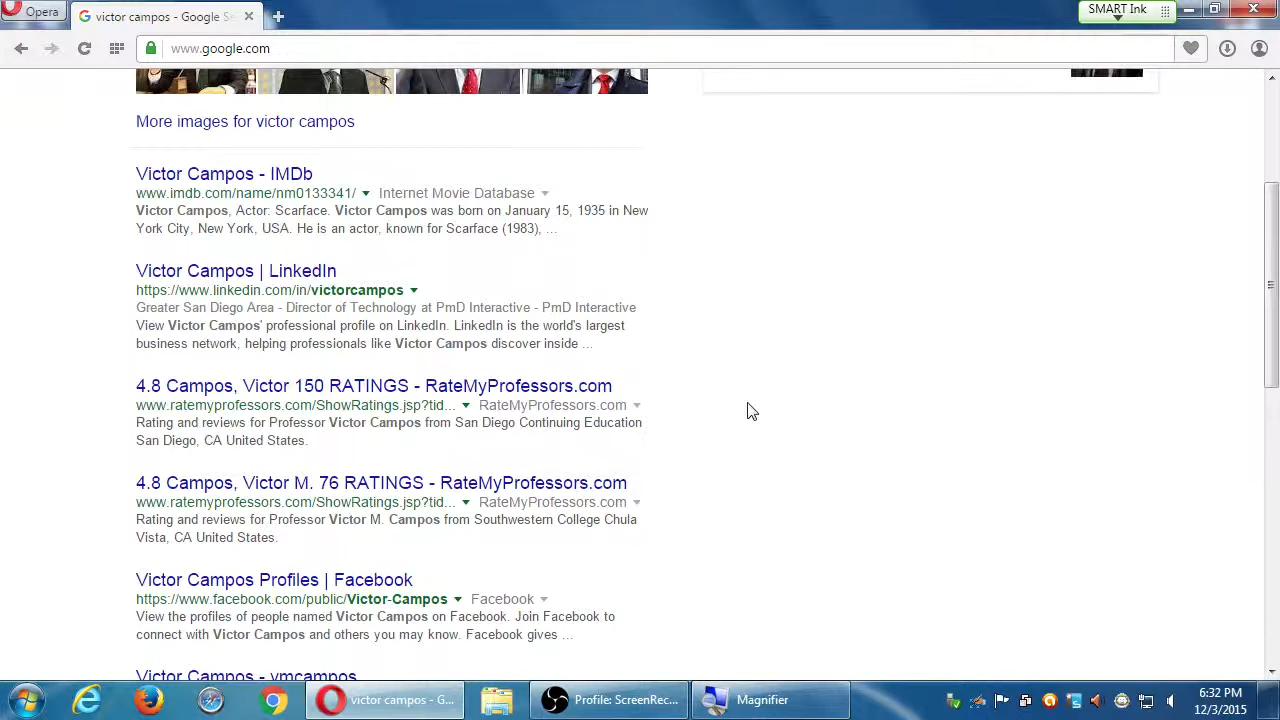 Opera
victor campos - Google Se
SMART Ink
www.google.com
More images for victor campos
Victor Campos - IMDb
www.imdb.com/name/nm0133341/ Internet Movie Database
Victor Campos, Actor: Scarface. Victor Campos was born on January 15, 1935 in New
York City, New York, USA. He is an actor, known for Scarface (1983), ...
Victor Campos | LinkedIn
https://www.linkedin.com/in/victorcampos
Greater San Diego Area - Director of Technology at PmD Interactive - PmD Interactive
View Victor Campos' professional profile on LinkedIn. LinkedIn is the world's largest
business network, helping professionals like Victor Campos discover inside ...
4.8 Campos, Victor 150 RATINGS - RateMyProfessors.com
www.ratemyprofessors.com/ShowRatings.jsp?tid... RateMyProfessors.com
Rating and reviews for Professor Victor Campos from San Diego Continuing Education
San Diego, CA United States.
4.8 Campos, Victor M. 76 RATINGS - RateMyProfessors.com
www.ratemyprofessors.com/ShowRatings.jsp?tid... RateMyProfessors.com
Rating and reviews for Professor Victor M. Campos from Southwestern College Chula
Vista, CA United States.
Victor Campos Profiles | Facebook
https://www.facebook.com/public/Victor-Campos Facebook
View the profiles of people named Victor Campos on Facebook. Join Facebook to
connect with Victor Campos and others you may know. Facebook gives ...
Victor Campos - vmcampos
victor campos - G...
Profile: ScreenRec...
Magnifier
6:32 PM
12/3/2015